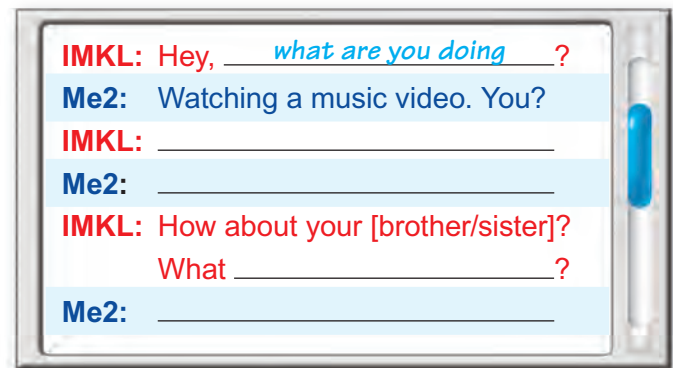 IMKL: Hey, what are you doing?
Me2: Watching a music video. You?
IMKL:
Me2:
IMKL: How about your [brother/sister]?
What ?
Me2: